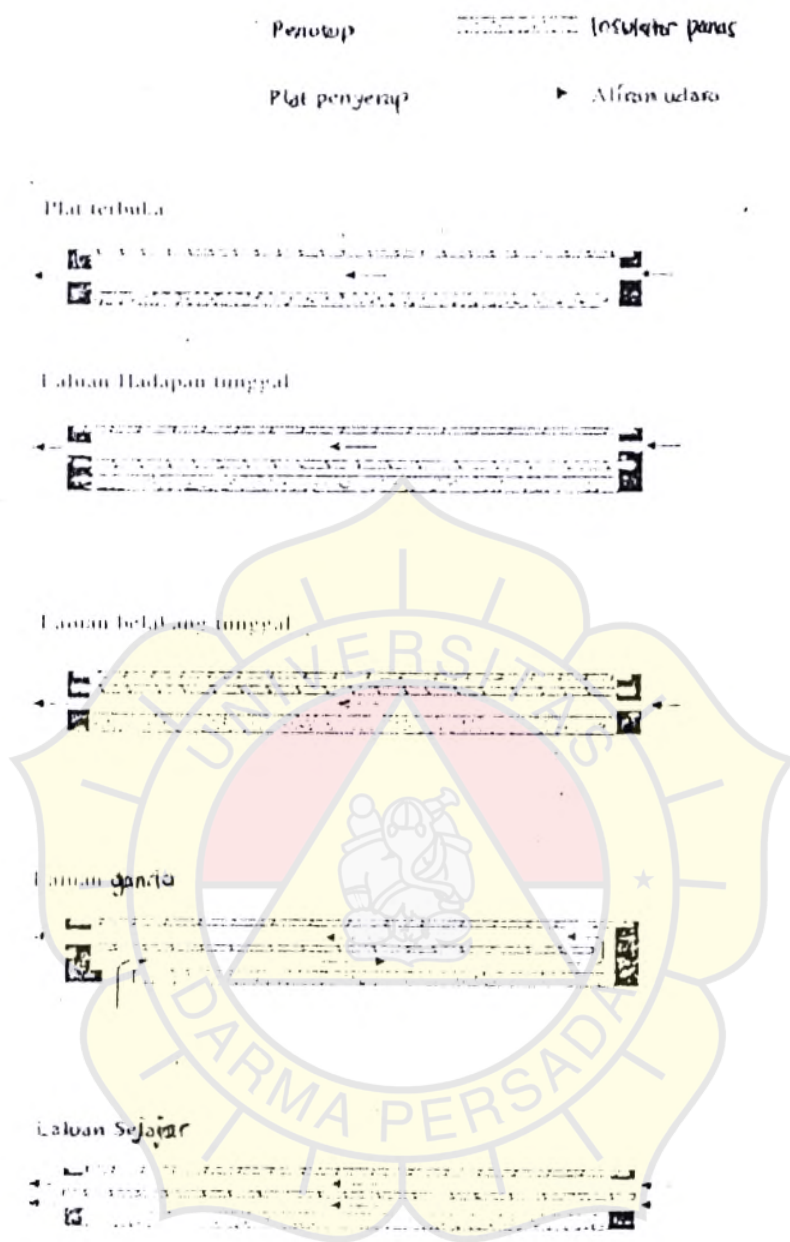 Penutup Insulator panas
Plat penyerap Aliran udara
Plat terbuka
Laluan Hadapan tunggal
Laluan belakang tunggal
Laluan ganda
Laluan Sejajar
UNIVERSITAS
DARMA PERSADA